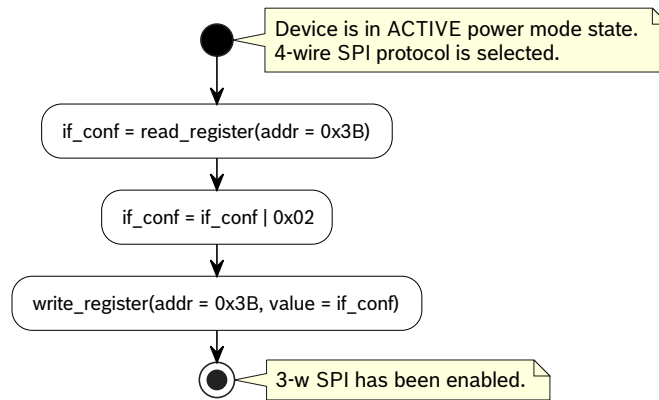 Device is in ACTIVE power mode state.
4-wire SPI protocol is selected.
if_conf = read_register(addr = 0x3B)
if_conf = if_conf | 0x02
write_register(addr = 0x3B, value = if_conf)
3-w SPI has been enabled.